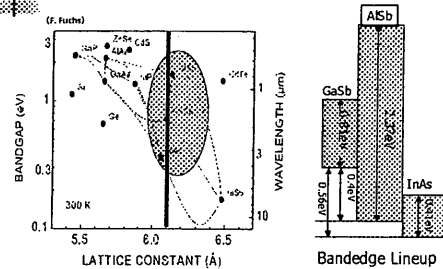 (F. Fuchs)
ZnSe
CdS
GaP
AlAs
GaAs
InP
CdTe
Si
Ge
InSb
300 K
3
1
0.3
0.1
BANDGAP (eV)
5.5
6.0
6.5
LATTICE CONSTANT (Å)
1
3
10
WAVELENGTH (µm)
AlSb
GaSb
InAs
0.56eV
0.4eV
Bandedge Lineup